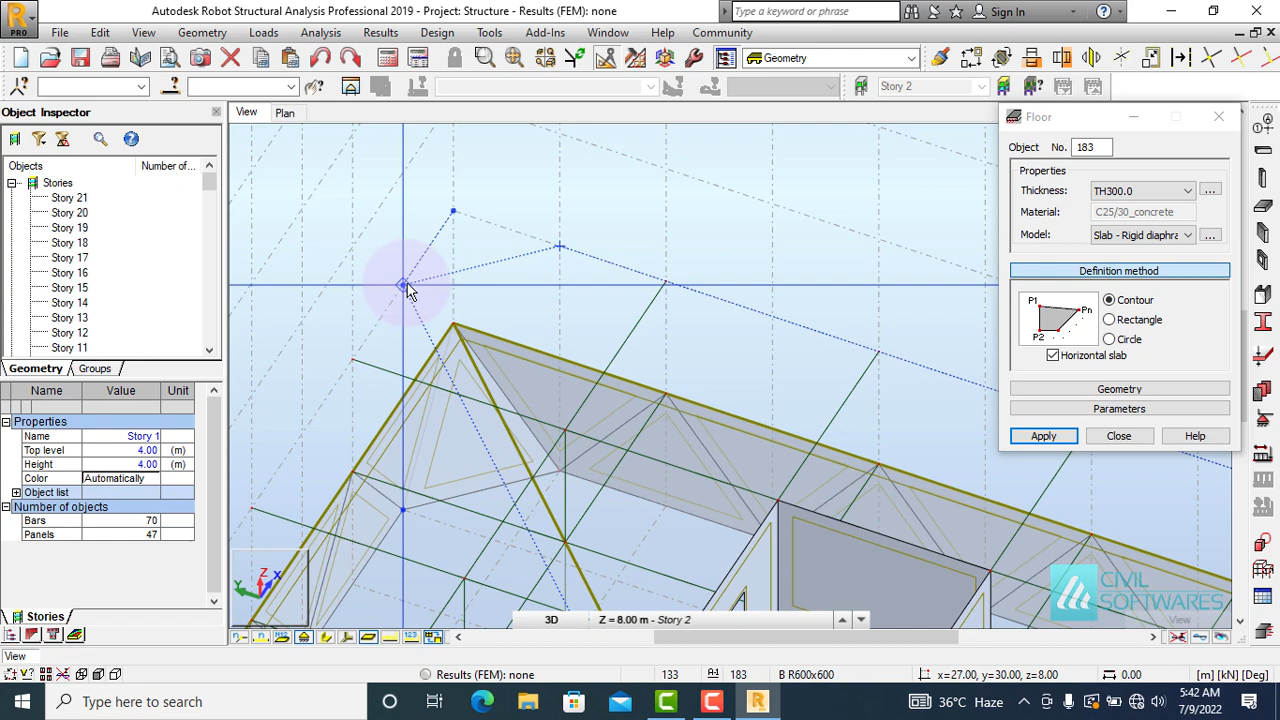 PRO
Autodesk Robot Structural Analysis Professional 2019 - Project: Structure - Results (FEM): none
Type a keyword or phrase
Sign In
File Edit View Geometry Loads Analysis Results Design Tools Add-Ins Window Help Community
Geometry
Story 2
Object Inspector
View Plan
Floor
Objects Number of...
Stories
Story 21
Story 20
Story 19
Story 18
Story 17
Story 16
Story 15
Story 14
Story 13
Story 12
Story 11
Geometry Groups
Name Value Unit
Properties
Name Story 1
Top level 4.00 (m)
Height 4.00 (m)
Color Automatically
Object list
Number of objects
Bars 70
Panels 47
Stories
Object No. 183
Properties
Thickness: TH300.0 ...
Material: C25/30_concrete
Model: Slab - Rigid diaphra ...
Definition method
P1 Pn
P2
Contour
Rectangle
Circle
Horizontal slab
Geometry
Parameters
Apply Close Help
Z X Y
3D Z = 8.00 m - Story 2
CIVIL
SOFTWARES
View
View
Results (FEM): none 133 183 B R600x600 x=27.00, y=30.00, z=8.00 0.00 [m] [kN] [Deg]
Type here to search
36°C Haze
5:42 AM
7/9/2022